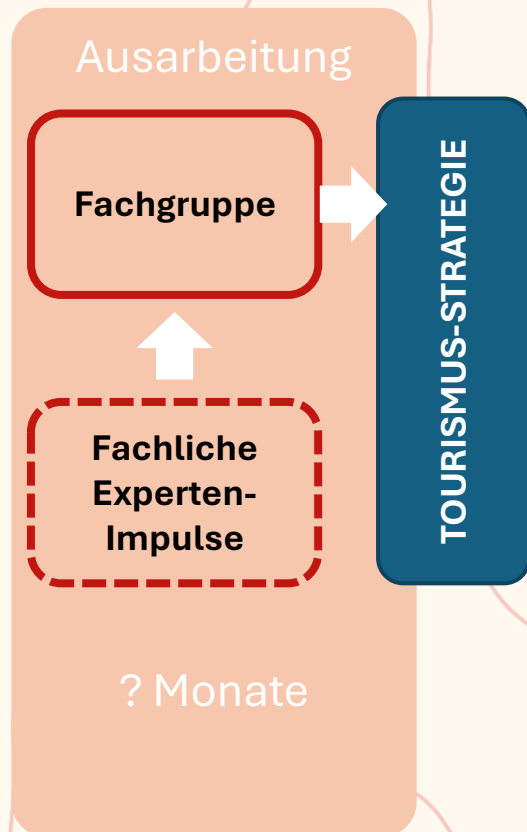 Ausarbeitung
Fachgruppe
TOURISMUS-STRATEGIE
Fachliche
Experten-
Impulse
? Monate